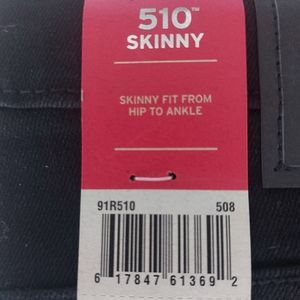 510™
SKINNY
SKINNY FIT FROM
HIP TO ANKLE
91R510 508
6 17847 61369 2